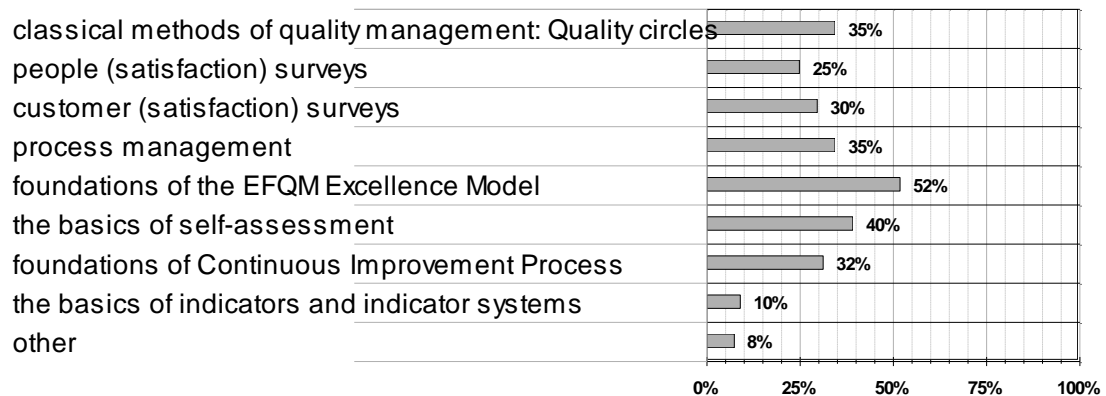 classical methods of quality management: Quality circles 35%
people (satisfaction) surveys 25%
customer (satisfaction) surveys 30%
process management 35%
foundations of the EFQM Excellence Model 52%
the basics of self-assessment 40%
foundations of Continuous Improvement Process 32%
the basics of indicators and indicator systems 10%
other 8%
0% 25% 50% 75% 100%